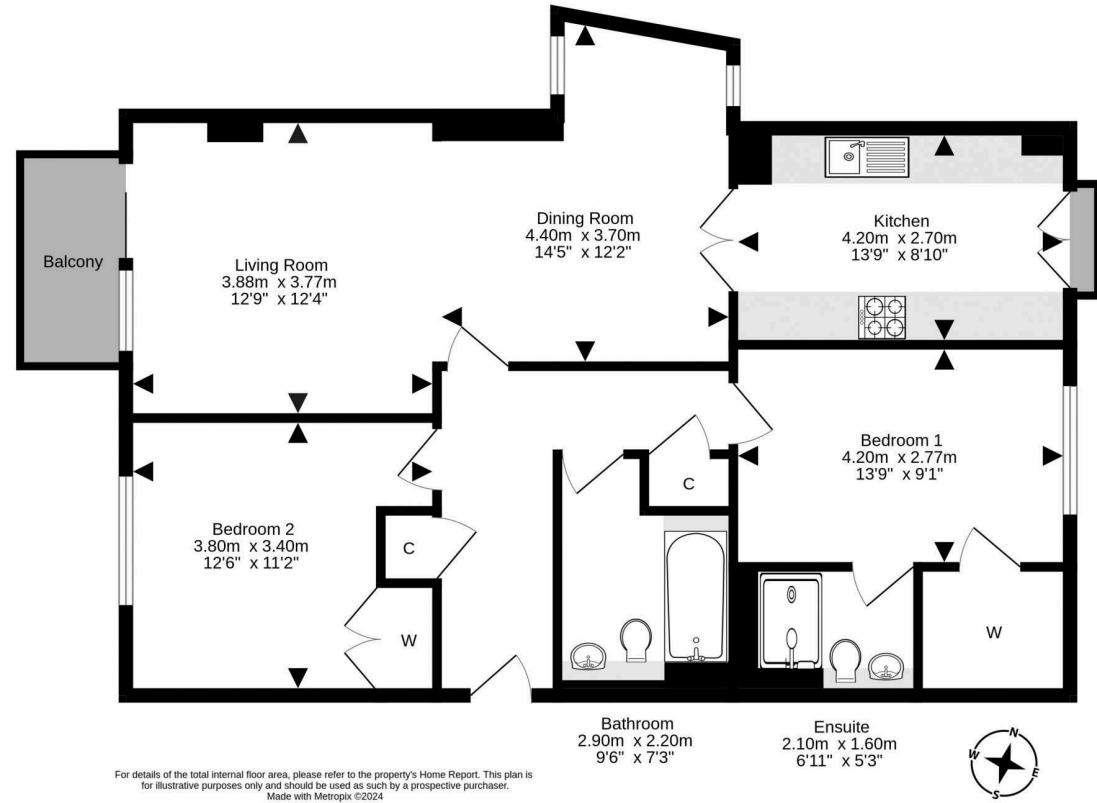 Balcony
Living Room
3.88m x 3.77m
12'9" x 12'4"
Dining Room
4.40m x 3.70m
14'5" x 12'2"
Kitchen
4.20m x 2.70m
13'9" x 8'10"
Bedroom 1
4.20m x 2.77m
13'9" x 9'1"
Bedroom 2
3.80m x 3.40m
12'6" x 11'2"
C
C
W
W
Bathroom
2.90m x 2.20m
9'6" x 7'3"
Ensuite
2.10m x 1.60m
6'11" x 5'3"
N
W
E
S
For details of the total internal floor area, please refer to the property's Home Report. This plan is
for illustrative purposes only and should be used as such by a prospective purchaser.
Made with Metropix ©2024